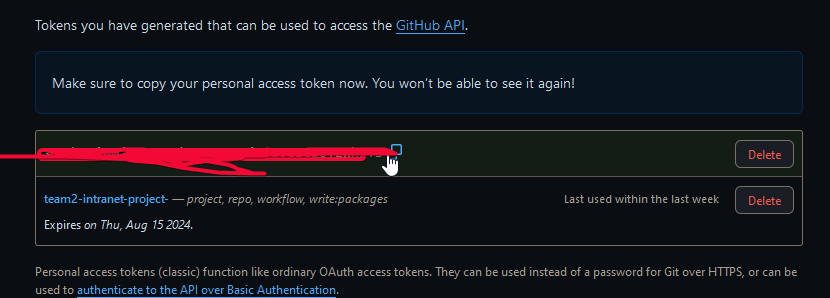 Tokens you have generated that can be used to access the GitHub API.
Make sure to copy your personal access token now. You won't be able to see it again!
Delete
team2-intranet-project- — project, repo, workflow, write:packages
Last used within the last week
Delete
Expires on Thu, Aug 15 2024.
Personal access tokens (classic) function like ordinary OAuth access tokens. They can be used instead of a password for Git over HTTPS, or can be
used to authenticate to the API over Basic Authentication.